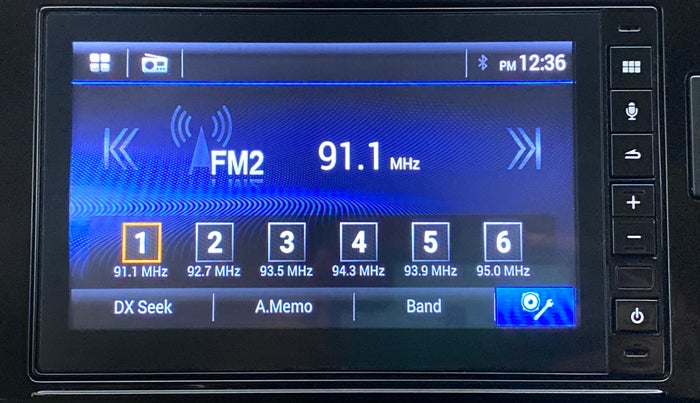 PM 12:36
FM2 91.1 MHz
1 2 3 4 5 6
91.1 MHz 92.7 MHz 93.5 MHz 94.3 MHz 93.9 MHz 95.0 MHz
DX Seek A.Memo Band
+
−